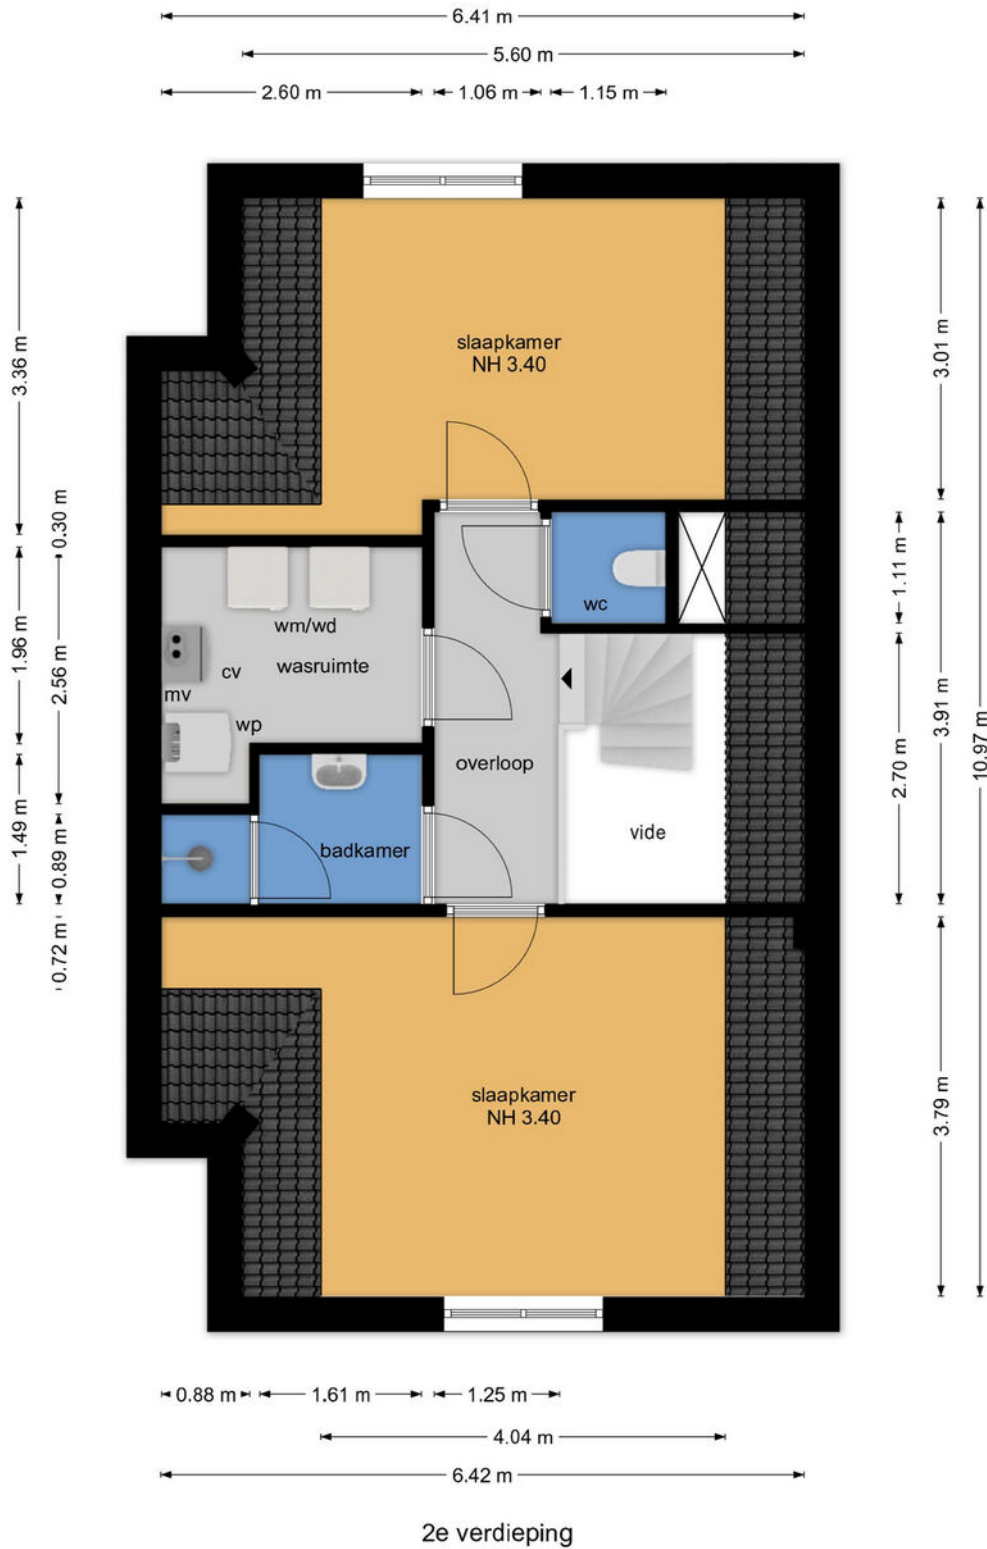 6.41 m
5.60 m
2.60 m
1.06 m
1.15 m
3.36 m
0.30 m
1.96 m
2.56 m
1.49 m
0.89 m
0.72 m
slaapkamer
NH 3.40
wm/wd
wasruimte
cv
mv
wp
wc
overloop
badkamer
vide
slaapkamer
NH 3.40
3.01 m
1.11 m
3.91 m
2.70 m
10.97 m
3.79 m
0.88 m
1.61 m
1.25 m
4.04 m
6.42 m
2e verdieping